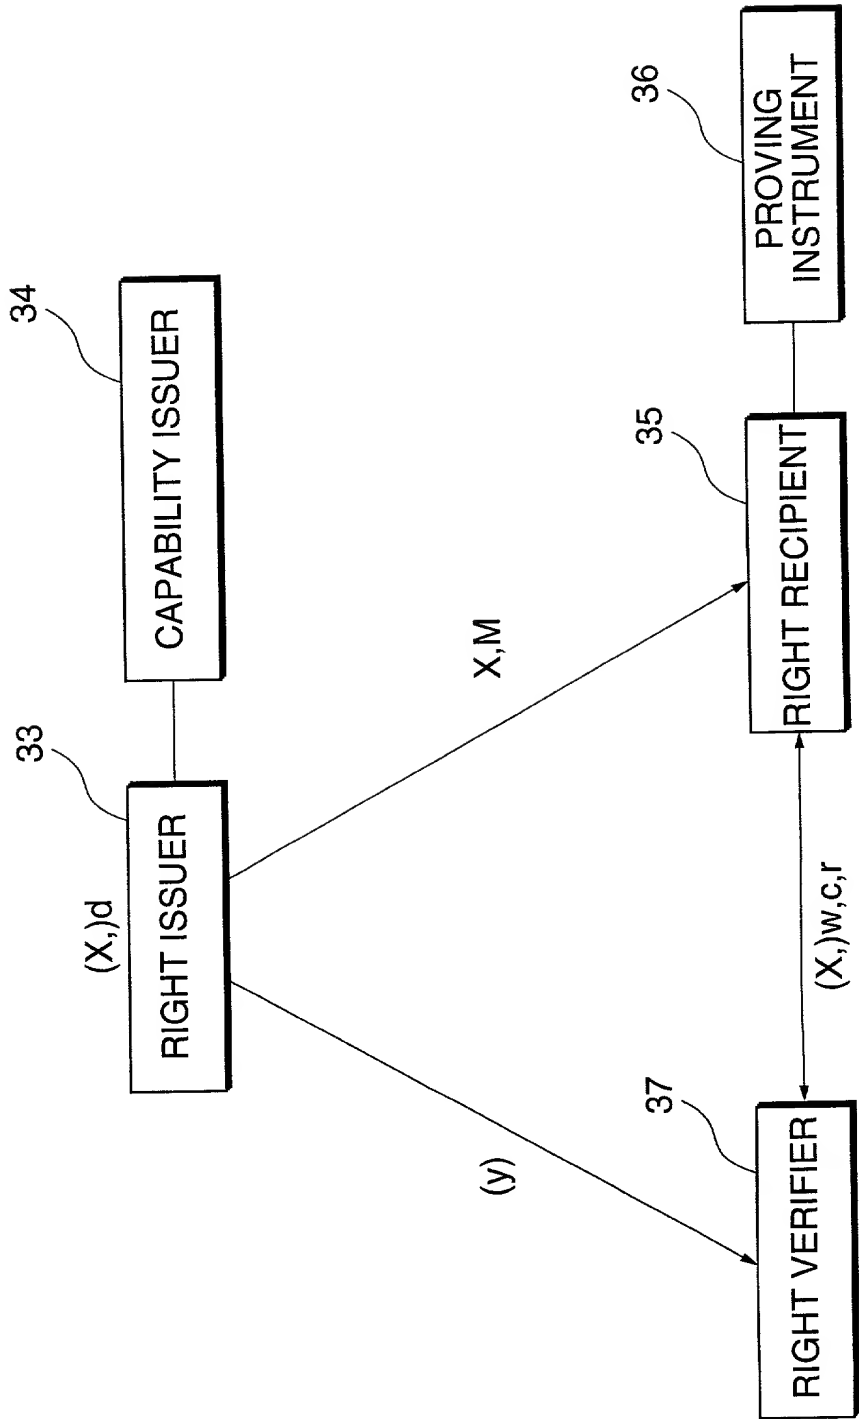 (X,)d
33
34
RIGHT ISSUER
CAPABILITY ISSUER
(y)
X,M
37
35
36
RIGHT VERIFIER
(X,)w,c,r
RIGHT RECIPIENT
PROVING
INSTRUMENT